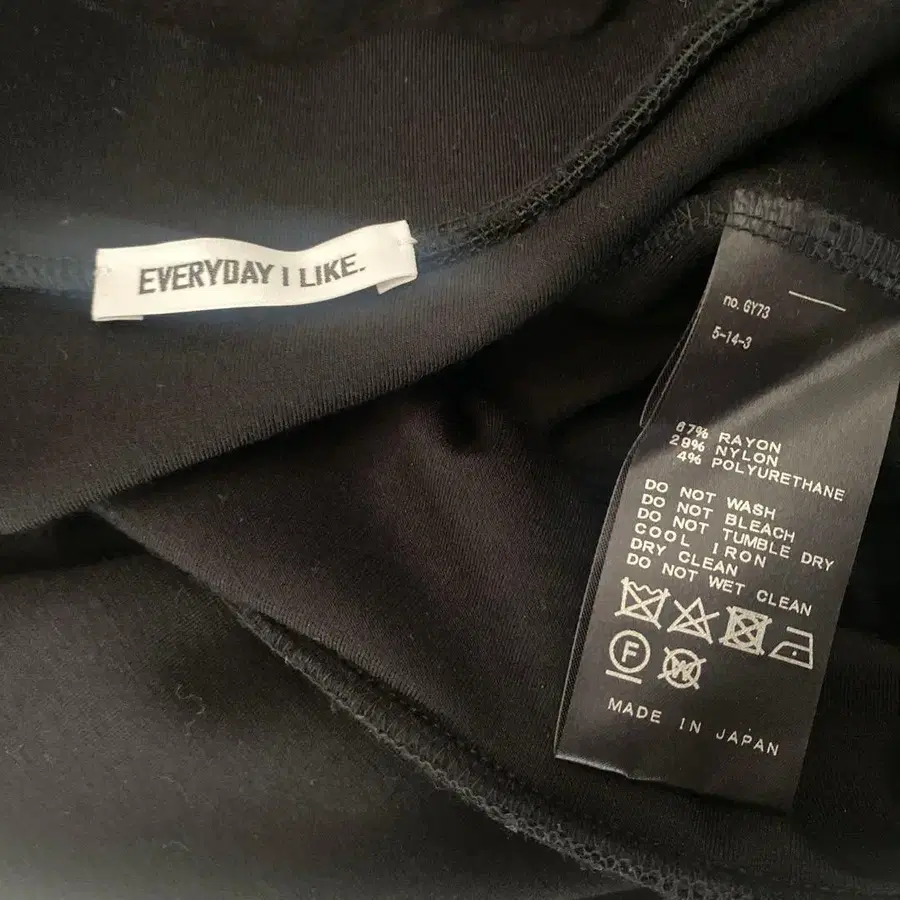 EVERYDAY I LIKE.
no. GY73
5-14-3
67% RAYON
29% NYLON
4% POLYURETHANE
DO NOT WASH
DO NOT BLEACH
DO NOT TUMBLE DRY
COOL IRON
DRY CLEAN
DO NOT WET CLEAN
F W
MADE IN JAPAN